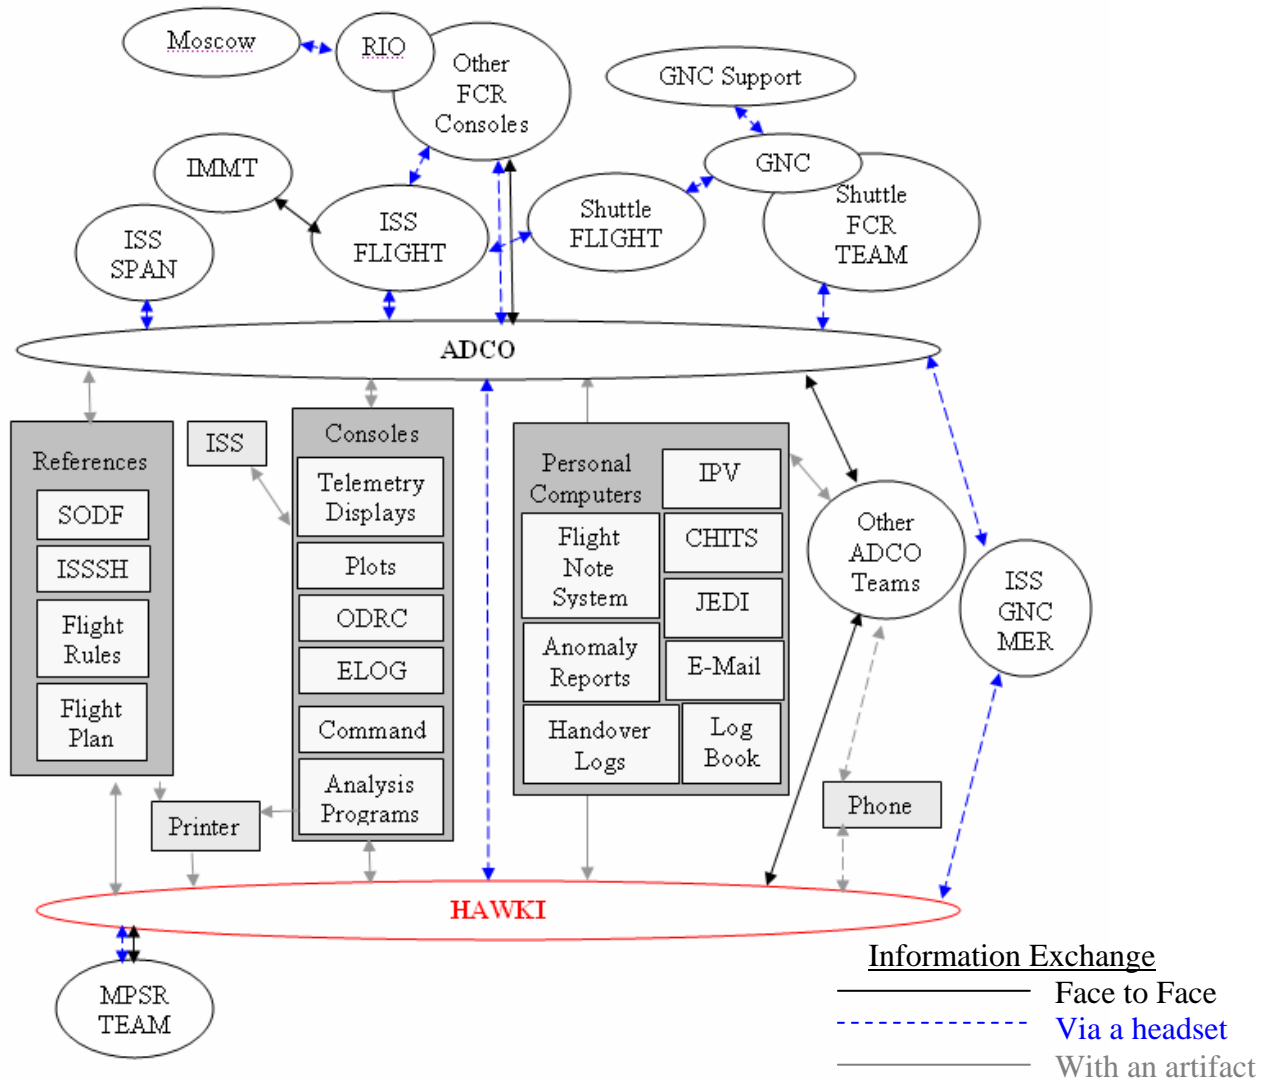 Moscow
RIO
Other
FCR
Consoles
GNC Support
IMMT
GNC
ISS
SPAN
ISS
FLIGHT
Shuttle
FLIGHT
Shuttle
FCR
TEAM
ADCO
References
SODF
ISSSH
Flight
Rules
Flight
Plan
ISS
Consoles
Telemetry
Displays
Plots
ODRC
ELOG
Command
Analysis
Programs
Printer
Personal
Computers
IPV
Flight
Note
System
CHITS
JEDI
Anomaly
Reports
E-Mail
Handover
Logs
Log
Book
Other
ADCO
Teams
ISS
GNC
MER
Phone
HAWKI
MPSR
TEAM
Information Exchange
Face to Face
Via a headset
With an artifact